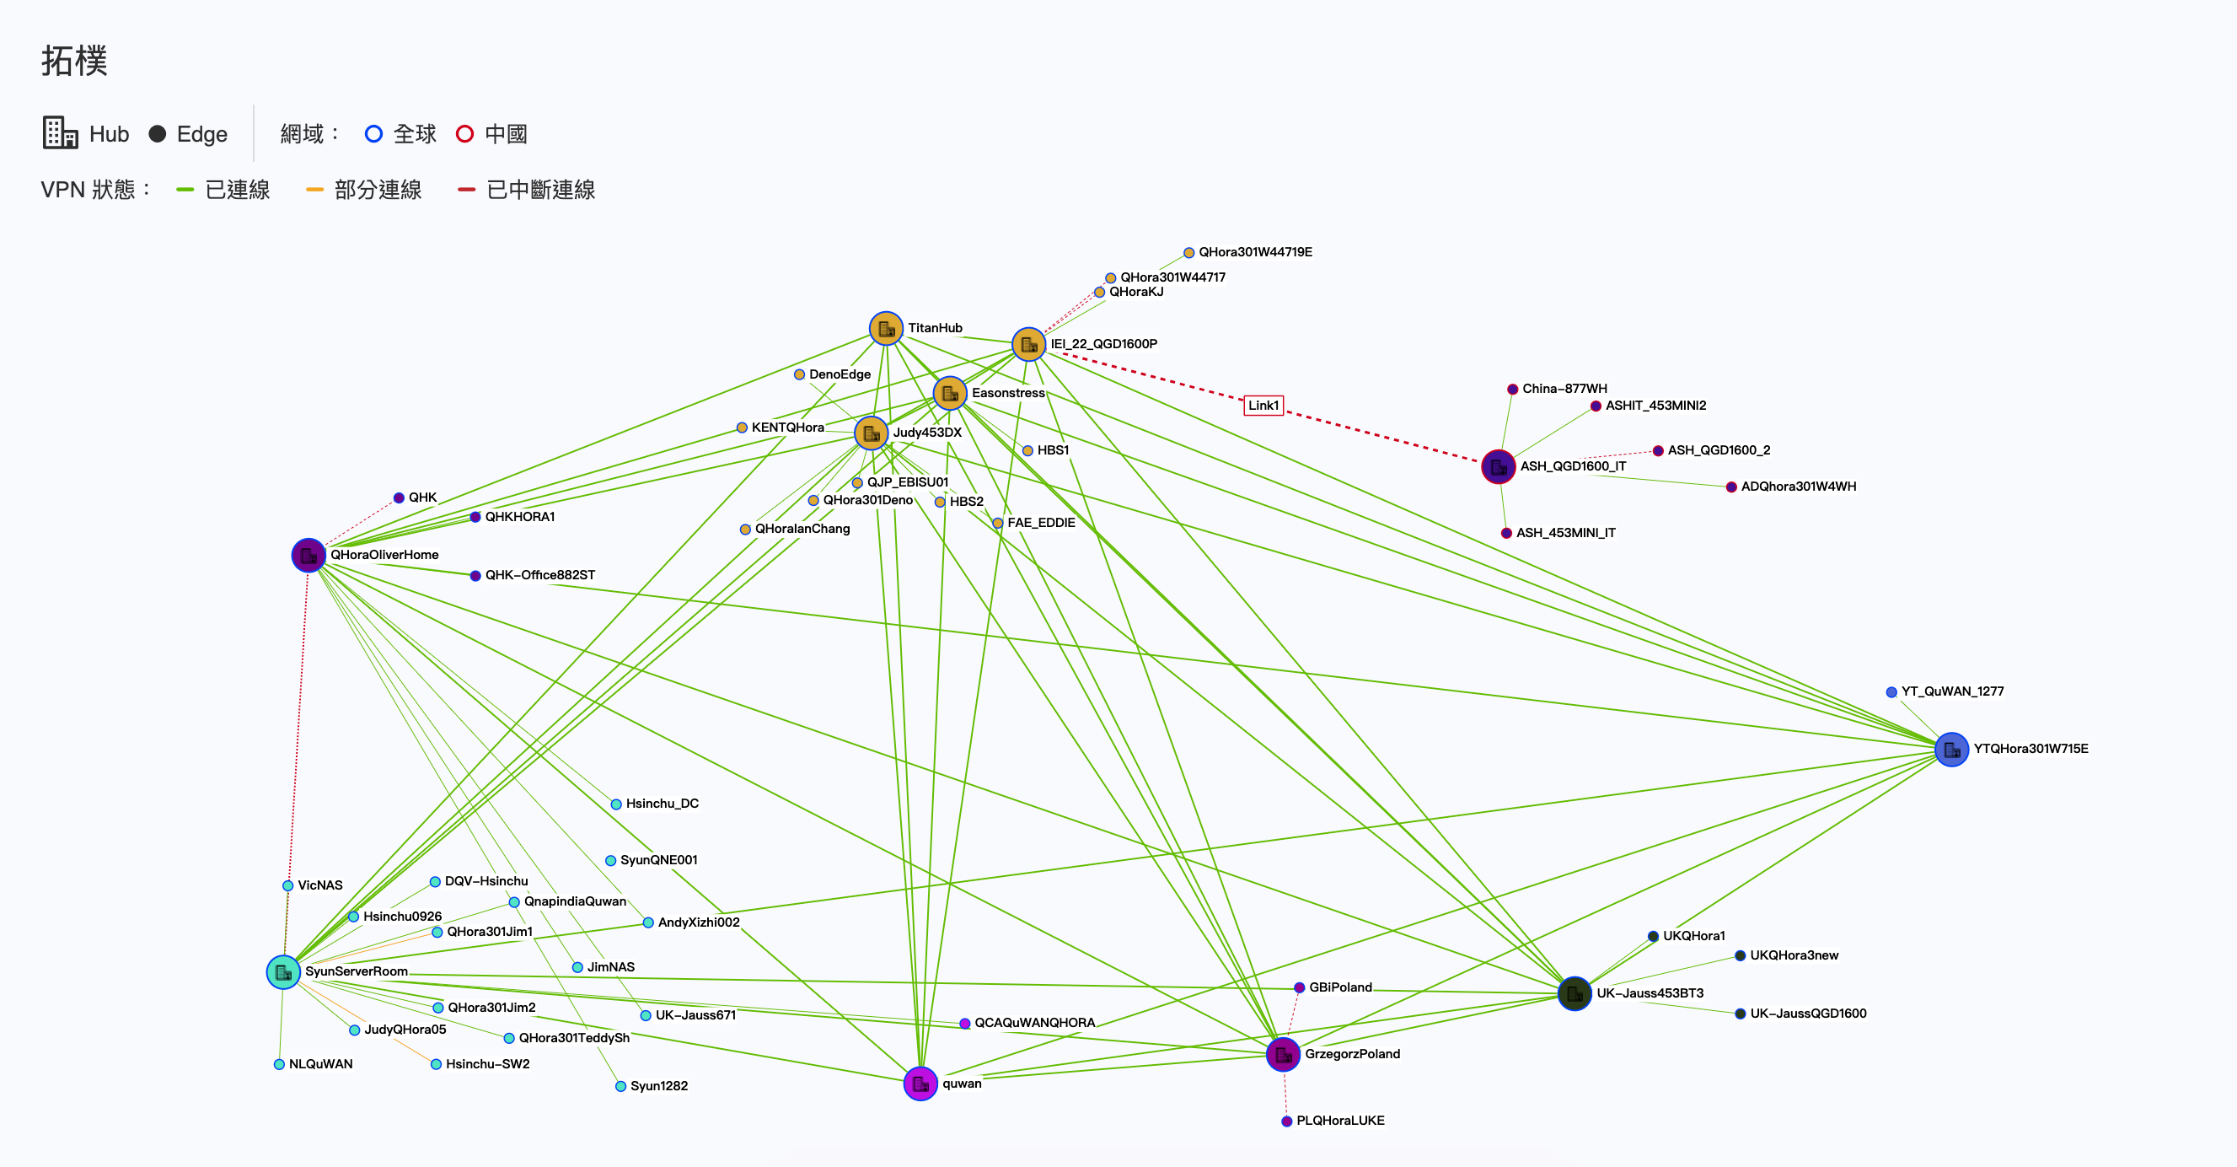 拓樸
Hub Edge 網域： 全球 中國
VPN 狀態： 已連線 部分連線 已中斷連線
QHora301W44719E
QHora301W44717
QHoraKJ
TitanHub
IEI_22_QGD1600P
DenoEdge
China-877WH
Easonstress
Link1
ASHIT_453MINI2
KENTQHora
Judy453DX
HBS1
ASH_QGD1600_2
ASH_QGD1600_IT
QJP_EBISU01
ADQhora301W4WH
QHK
QHora301Deno
HBS2
QHKHORA1
FAE_EDDIE
QHoraIanChang
ASH_453MINI_IT
QHoraOliverHome
QHK-Office882ST
YT_QuWAN_1277
YTQHora301W715E
Hsinchu_DC
SyunQNE001
VicNAS
DQV-Hsinchu
QnapindiaQuwan
Hsinchu0926
AndyXizhi002
QHora301Jim1
UKQHora1
UKQHora3new
JimNAS
SyunServerRoom
GBiPoland
UK-Jauss453BT3
QHora301Jim2
UK-Jauss671
UK-JaussQGD1600
QCAQuWANQHORA
JudyQHora05
QHora301TeddySh
GrzegorzPoland
NLQuWAN
Hsinchu-SW2
Syun1282
quwan
PLQHoraLUKE